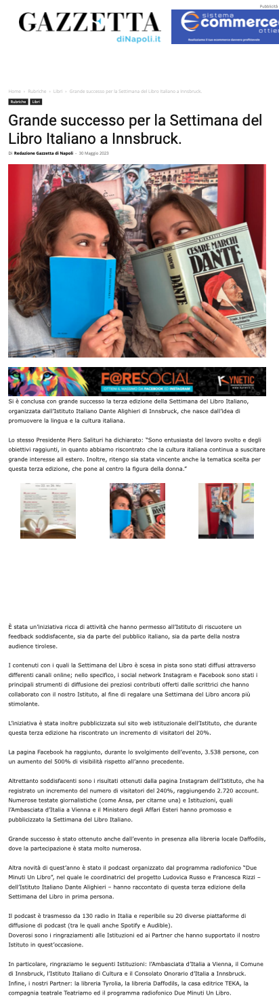 Pubblicità
GAZZETTA
diNapoli.it
sistema
Ecommerce
ottieni
Realizziamo il tuo ecommerce davvero profittevole
Home › Rubriche › Libri › Grande successo per la Settimana del Libro Italiano a Innsbruck.
Rubriche Libri
Grande successo per la Settimana del
Libro Italiano a Innsbruck.
Di Redazione Gazzetta di Napoli - 30 Maggio 2023
CESARE MARCHI
DANTE
MARCHI
DANTE
F@RESOCIAL
OTTIENI IL MASSIMO DA FACEBOOK ED INSTAGRAM
KYNETIC
Si è conclusa con grande successo la terza edizione della Settimana del Libro Italiano,
organizzata dall'Istituto Italiano Dante Alighieri di Innsbruck, che nasce dall'idea di
promuovere la lingua e la cultura italiana.
Lo stesso Presidente Piero Salituri ha dichiarato: "Sono entusiasta del lavoro svolto e degli
obiettivi raggiunti, in quanto abbiamo riscontrato che la cultura italiana continua a suscitare
grande interesse all estero. Inoltre, ritengo sia stata vincente anche la tematica scelta per
questa terza edizione, che pone al centro la figura della donna."
DANTE
È stata un'iniziativa ricca di attività che hanno permesso all'Istituto di riscuotere un
feedback soddisfacente, sia da parte del pubblico italiano, sia da parte della nostra
audience tirolese.
I contenuti con i quali la Settimana del Libro è scesa in pista sono stati diffusi attraverso
differenti canali online; nello specifico, i social network Instagram e Facebook sono stati i
principali strumenti di diffusione dei preziosi contributi offerti dalle scrittrici che hanno
collaborato con il nostro Istituto, al fine di regalare una Settimana del Libro ancora più
stimolante.
L'iniziativa è stata inoltre pubblicizzata sul sito web istituzionale dell'Istituto, che durante
questa terza edizione ha riscontrato un incremento di visitatori del 20%.
La pagina Facebook ha raggiunto, durante lo svolgimento dell'evento, 3.538 persone, con
un aumento del 500% di visibilità rispetto all'anno precedente.
Altrettanto soddisfacenti sono i risultati ottenuti dalla pagina Instagram dell'Istituto, che ha
registrato un incremento del numero di visitatori del 240%, raggiungendo 2.720 account.
Numerose testate giornalistiche (come Ansa, per citarne una) e Istituzioni, quali
l'Ambasciata d'Italia a Vienna e il Ministero degli Affari Esteri hanno promosso e
pubblicizzato la Settimana del Libro Italiano.
Grande successo è stato ottenuto anche dall'evento in presenza alla libreria locale Daffodils,
dove la partecipazione è stata molto numerosa.
Altra novità di quest'anno è stato il podcast organizzato dal programma radiofonico "Due
Minuti Un Libro", nel quale le coordinatrici del progetto Ludovica Russo e Francesca Rizzi –
dell'Istituto Italiano Dante Alighieri – hanno raccontato di questa terza edizione della
Settimana del Libro in prima persona.
Il podcast è trasmesso da 130 radio in Italia e reperibile su 20 diverse piattaforme di
diffusione di podcast (tra le quali anche Spotify e Audible).
Doverosi sono i ringraziamenti alle Istituzioni ed ai Partner che hanno supportato il nostro
Istituto in quest'occasione.
In particolare, ringraziamo le seguenti Istituzioni: l'Ambasciata d'Italia a Vienna, il Comune
di Innsbruck, l'Istituto Italiano di Cultura e il Consolato Onorario d'Italia a Innsbruck.
Infine, i nostri Partner: la libreria Tyrolia, la libreria Daffodils, la casa editrice TEKA, la
compagnia teatrale Teatriamo ed il programma radiofonico Due Minuti Un Libro.